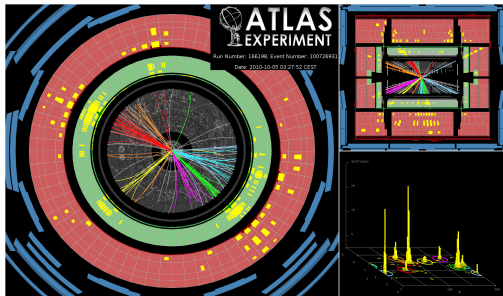 ATLAS
EXPERIMENT
Run Number: 166198, Event Number: 100726931
Date: 2010-10-05 03:27:52 CEST